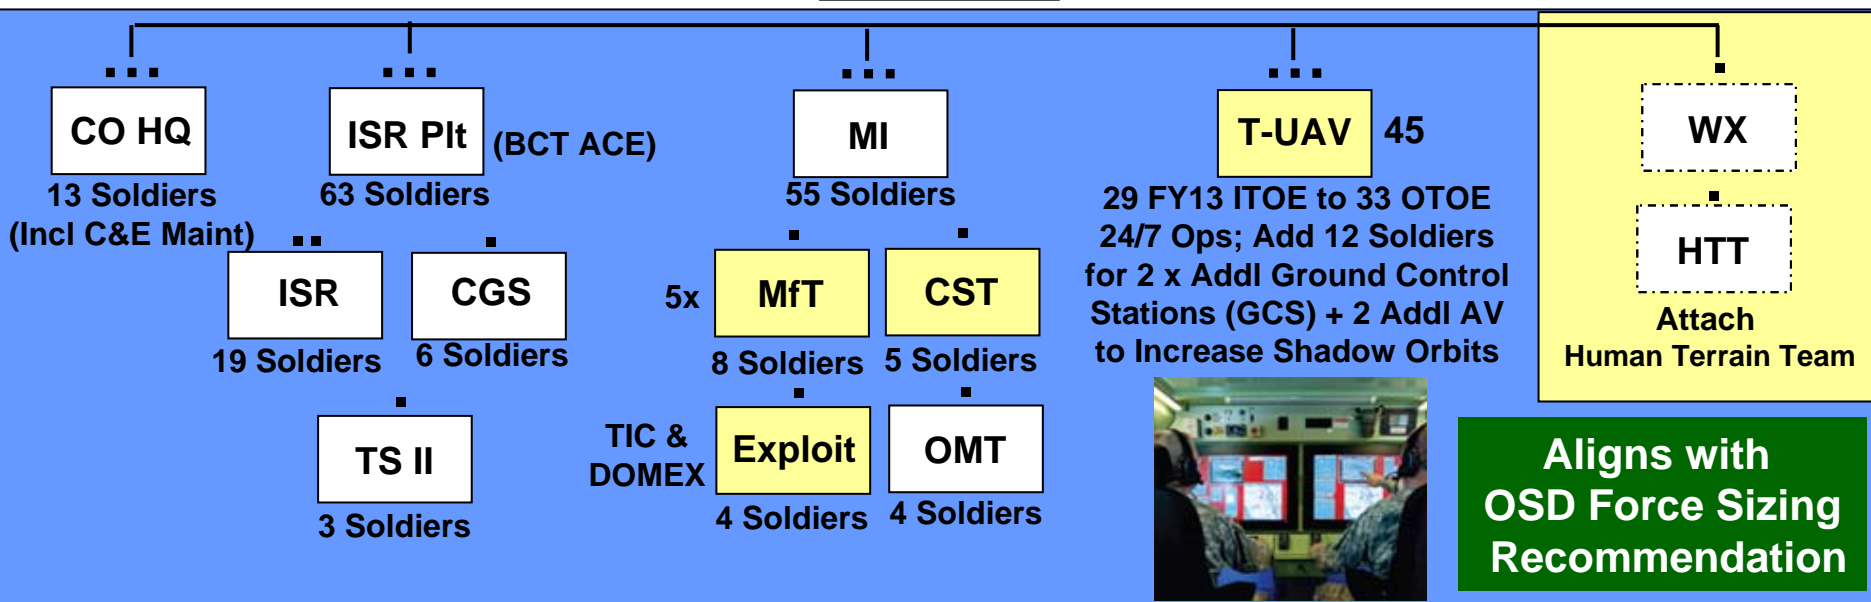 CO HQ
13 Soldiers
(Incl C&E Maint)
ISR Plt
(BCT ACE)
63 Soldiers
ISR
19 Soldiers
CGS
6 Soldiers
TS II
3 Soldiers
MI
55 Soldiers
5x
MfT
8 Soldiers
CST
5 Soldiers
TIC &
DOMEX
Exploit
4 Soldiers
OMT
4 Soldiers
T-UAV
45
29 FY13 ITOE to 33 OTOE
24/7 Ops; Add 12 Soldiers
for 2 x Addl Ground Control
Stations (GCS) + 2 Addl AV
to Increase Shadow Orbits
WX
HTT
Attach
Human Terrain Team
Aligns with
OSD Force Sizing
Recommendation